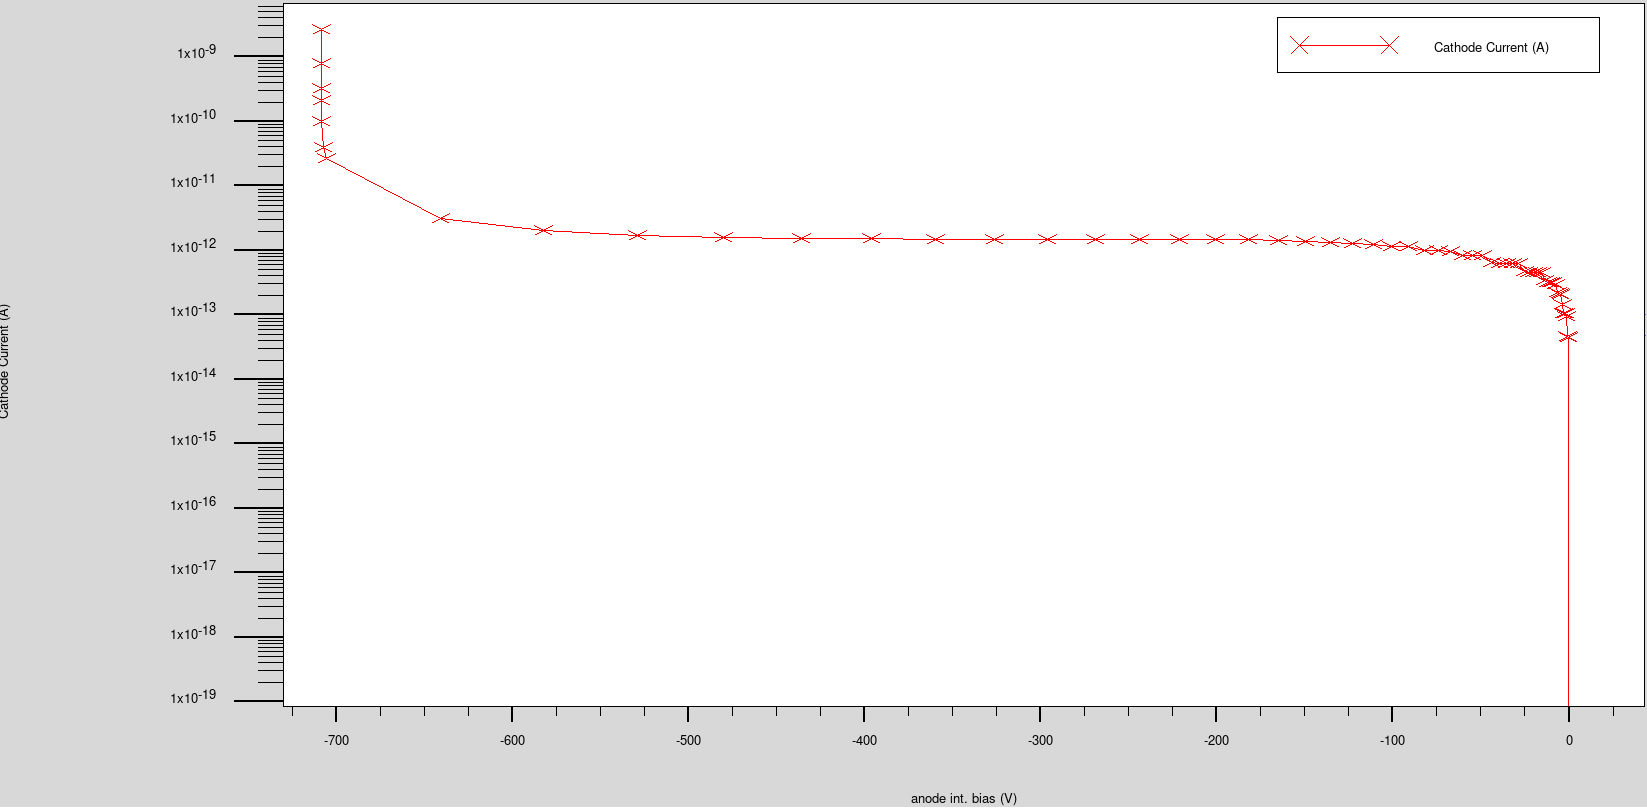 Cathode Current (A)
1x10-9
1x10-10
1x10-11
1x10-12
1x10-13
1x10-14
1x10-15
1x10-16
1x10-17
1x10-18
1x10-19
Cathode Current (A)
-700 -600 -500 -400 -300 -200 -100 0
anode int. bias (V)